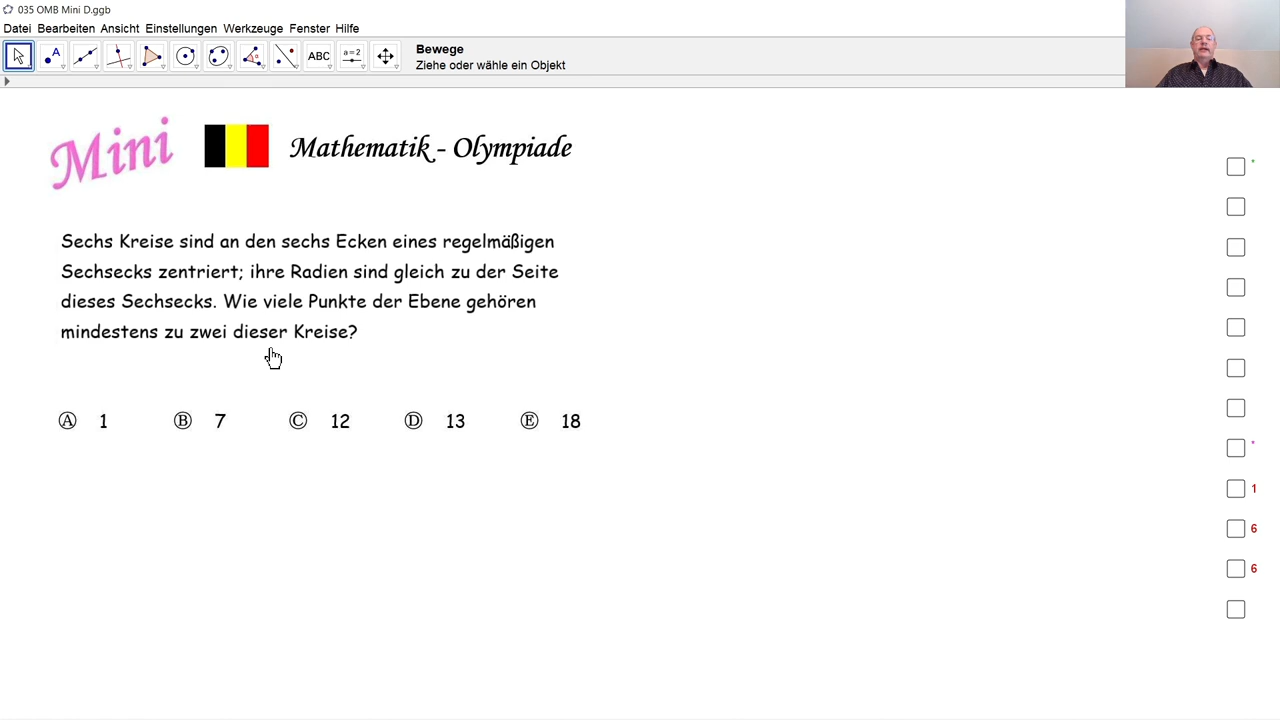 035 OMB Mini D.ggb
Datei Bearbeiten Ansicht Einstellungen Werkzeuge Fenster Hilfe
A ABC a=2
Bewege
Ziehe oder wähle ein Objekt
Mini Mathematik - Olympiade
Sechs Kreise sind an den sechs Ecken eines regelmäßigen
Sechsecks zentriert; ihre Radien sind gleich zu der Seite
dieses Sechsecks. Wie viele Punkte der Ebene gehören
mindestens zu zwei dieser Kreise?
Ⓐ 1 Ⓑ 7 Ⓒ 12 Ⓓ 13 Ⓔ 18
*
*
1
6
6